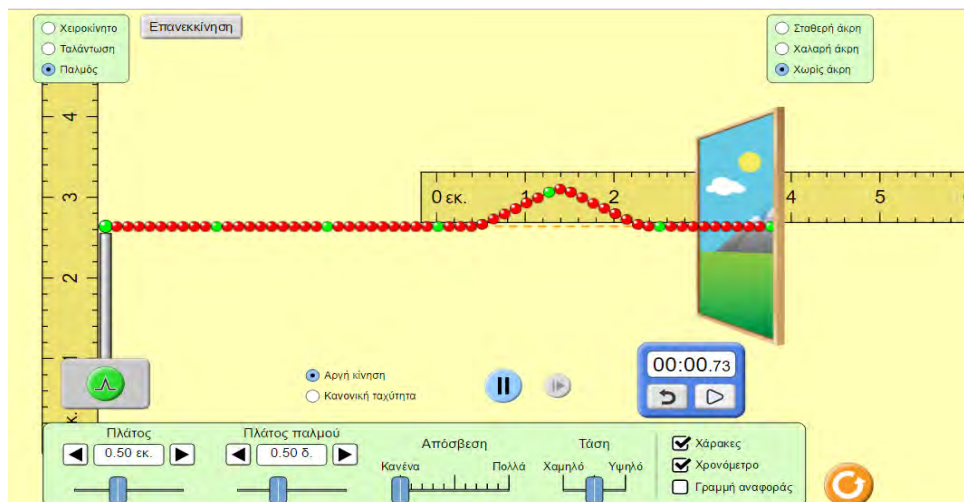 Χειροκίνητο
Ταλάντωση
Παλμός
Επανεκκίνηση
Σταθερή άκρη
Χαλαρή άκρη
Χωρίς άκρη
4
3
2
1
κ.
0 εκ. 1 2 4 5 6
00:00.73
Αργή κίνηση
Κανονική ταχύτητα
Πλάτος
0.50 εκ.
Πλάτος παλμού
0.50 δ.
Απόσβεση
Κανένα Πολλά
Τάση
Χαμηλό Υψηλό
Χάρακες
Χρονόμετρο
Γραμμή αναφοράς